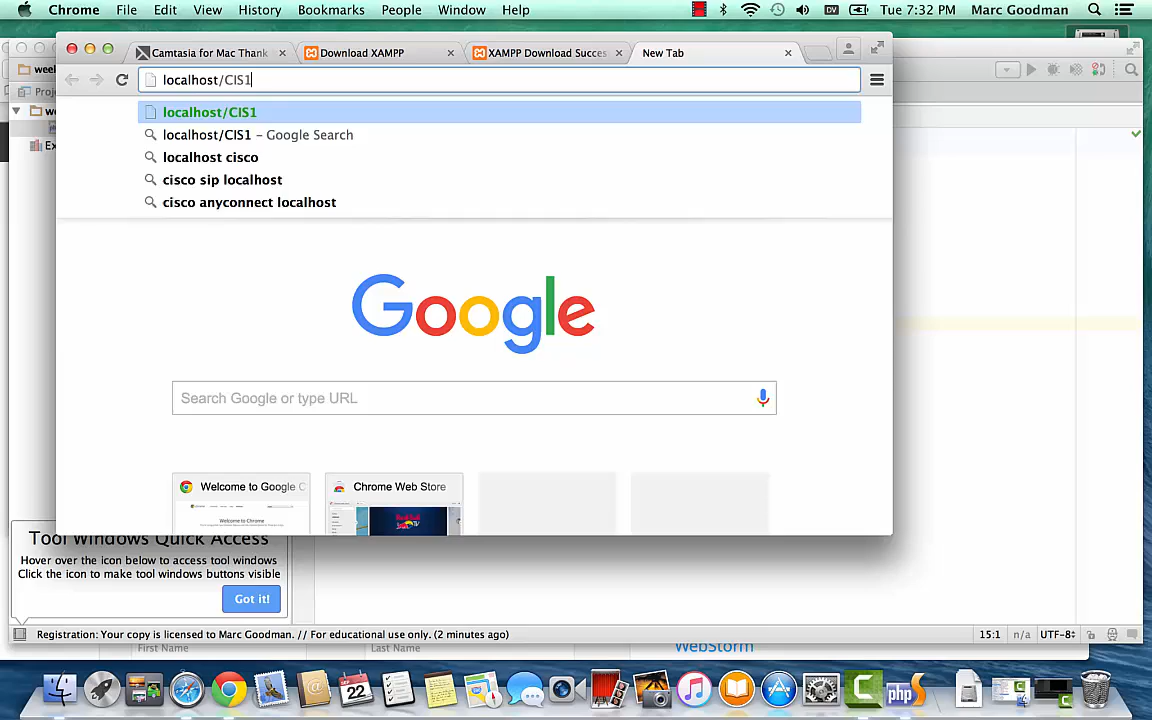 Chrome File Edit View History Bookmarks People Window Help DV Tue 7:32 PM Marc Goodman
Camtasia for Mac Thank Download XAMPP XAMPP Download Succes New Tab
localhost/CIS1
localhost/CIS1
localhost/CIS1 – Google Search
localhost cisco
cisco sip localhost
cisco anyconnect localhost
Google
Search Google or type URL
Welcome to Google C Chrome Web Store
Welcome to Chrome
Tool Windows Quick Access
Hover over the icon below to access tool windows
Click the icon to make tool windows buttons visible
Got it!
Registration: Your copy is licensed to Marc Goodman. // For educational use only. (2 minutes ago) 15:1 n/a UTF-8
First Name Last Name WebStorm
22 php